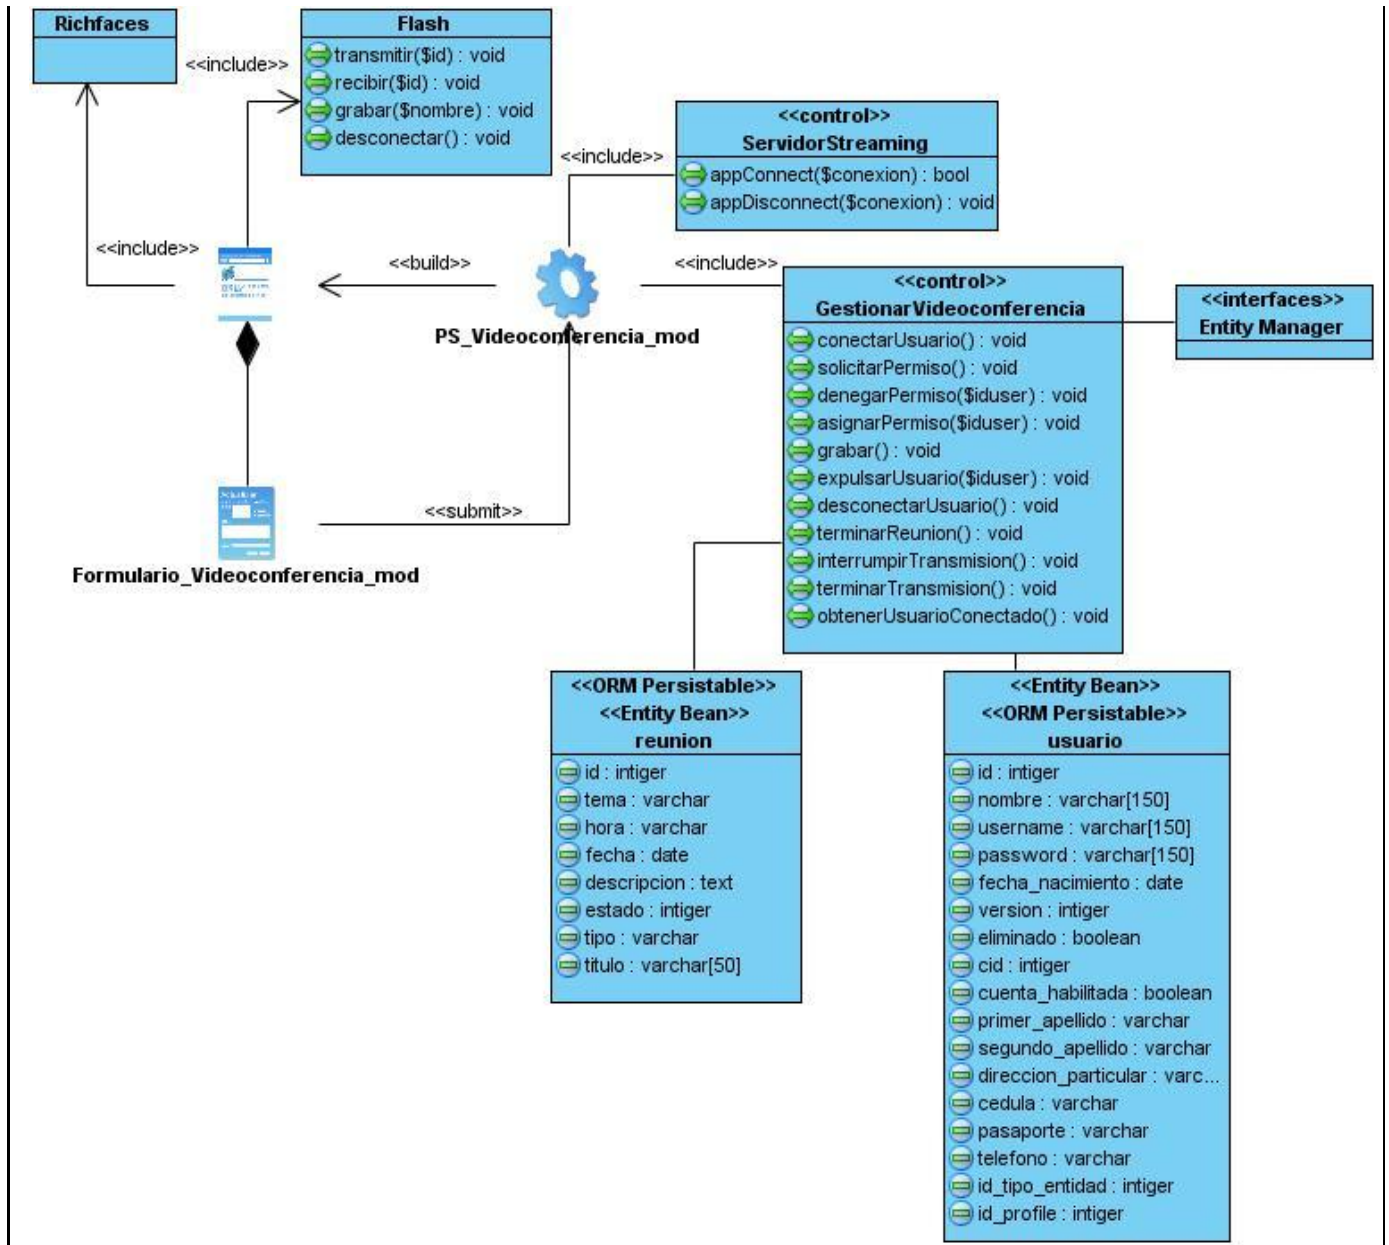 Richfaces
Flash
transmitir($id) : void
recibir($id) : void
grabar($nombre) : void
desconectar() : void
<<include>>
<<control>>
ServidorStreaming
appConnect($conexion) : bool
appDisconnect($conexion) : void
<<include>>
<<include>>
<<build>>
<<include>>
PS_Videoconferencia_mod
<<control>>
GestionarVideoconferencia
conectarUsuario() : void
solicitarPermiso() : void
denegarPermiso($iduser) : void
asignarPermiso($iduser) : void
grabar() : void
expulsarUsuario($iduser) : void
desconectarUsuario() : void
terminarReunion() : void
interrumpirTransmision() : void
terminarTransmision() : void
obtenerUsuarioConectado() : void
<<interfaces>>
Entity Manager
<<submit>>
Formulario_Videoconferencia_mod
<<ORM Persistable>>
<<Entity Bean>>
reunion
id : intiger
tema : varchar
hora : varchar
fecha : date
descripcion : text
estado : intiger
tipo : varchar
titulo : varchar[50]
<<Entity Bean>>
<<ORM Persistable>>
usuario
id : intiger
nombre : varchar[150]
username : varchar[150]
password : varchar[150]
fecha_nacimiento : date
version : intiger
eliminado : boolean
cid : intiger
cuenta_habilitada : boolean
primer_apellido : varchar
segundo_apellido : varchar
direccion_particular : varc...
cedula : varchar
pasaporte : varchar
telefono : varchar
id_tipo_entidad : intiger
id_profile : intiger